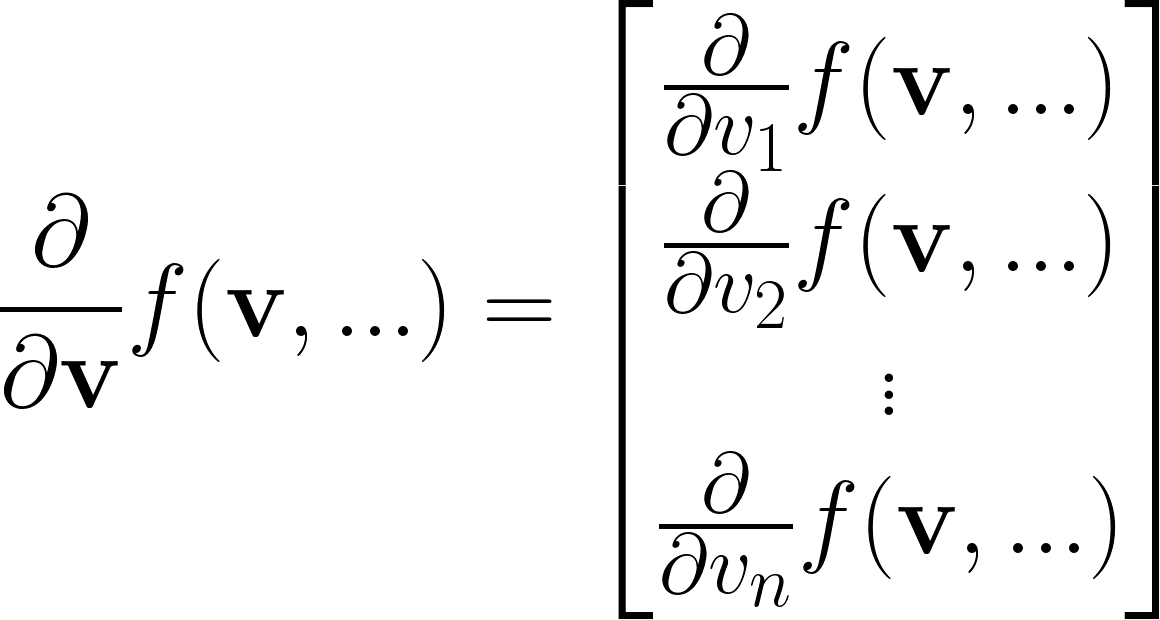 ∂/∂𝐯 f(𝐯, ...) =
∂/∂v₁ f(𝐯, ...)
∂/∂v₂ f(𝐯, ...)
⋮
∂/∂vₙ f(𝐯, ...)